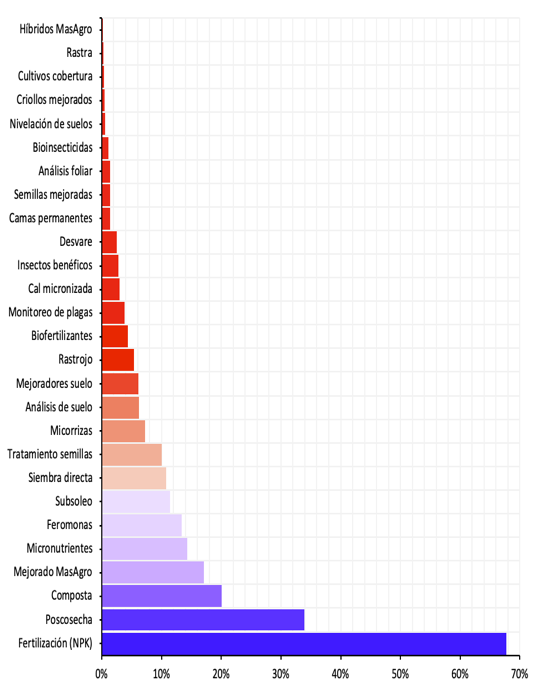 Híbridos MasAgro
Rastra
Cultivos cobertura
Criollos mejorados
Nivelación de suelos
Bioinsecticidas
Análisis foliar
Semillas mejoradas
Camas permanentes
Desvare
Insectos benéficos
Cal micronizada
Monitoreo de plagas
Biofertilizantes
Rastrojo
Mejoradores suelo
Análisis de suelo
Micorrizas
Tratamiento semillas
Siembra directa
Subsoleo
Feromonas
Micronutrientes
Mejorado MasAgro
Composta
Poscosecha
Fertilización (NPK)
0% 10% 20% 30% 40% 50% 60% 70%